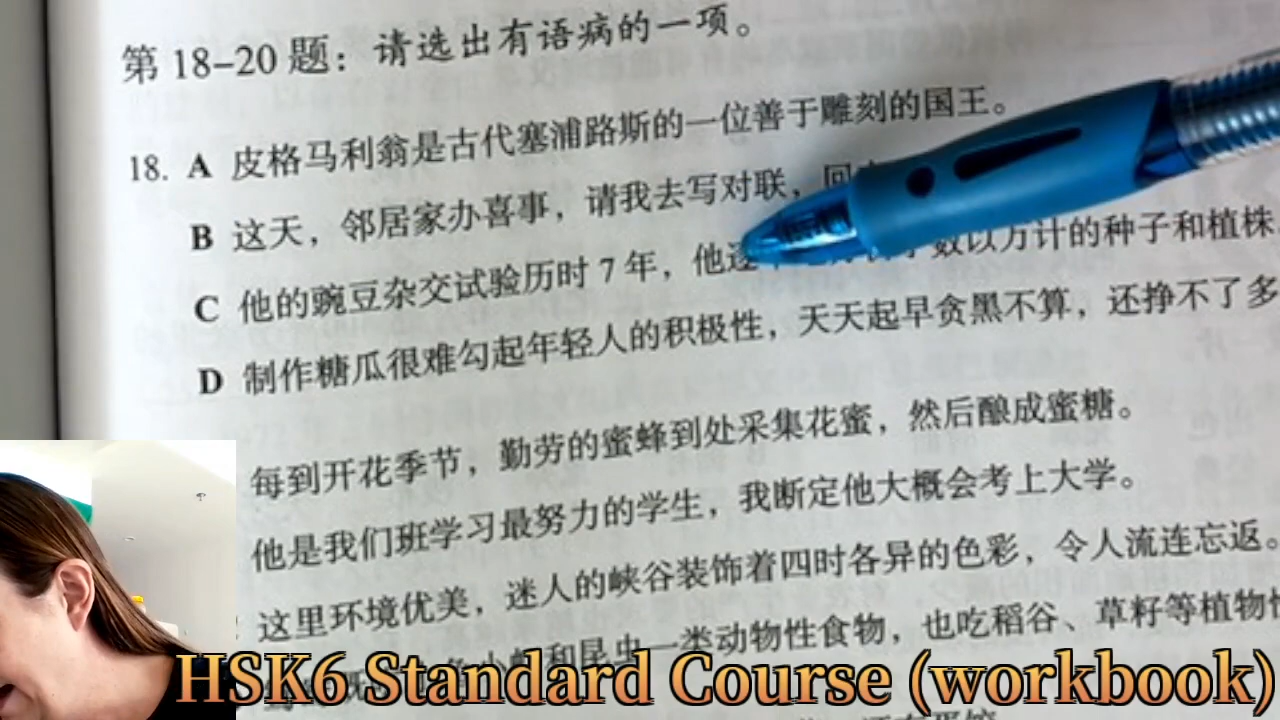 第 18–20 题：请选出有语病的一项。
18. A 皮格马利翁是古代塞浦路斯的一位善于雕刻的国王。
B 这天，邻居家办喜事，请我去写对联，回
C 他的豌豆杂交试验历时 7 年，他逐 数以万计的种子和植株
D 制作糖瓜很难勾起年轻人的积极性，天天起早贪黑不算，还挣不了多
每到开花季节，勤劳的蜜蜂到处采集花蜜，然后酿成蜜糖。
他是我们班学习最努力的学生，我断定他大概会考上大学。
这里环境优美，迷人的峡谷装饰着四时各异的色彩，令人流连忘返。
和昆虫一类动物性食物，也吃稻谷、草籽等植物性
HSK6 Standard Course (workbook)